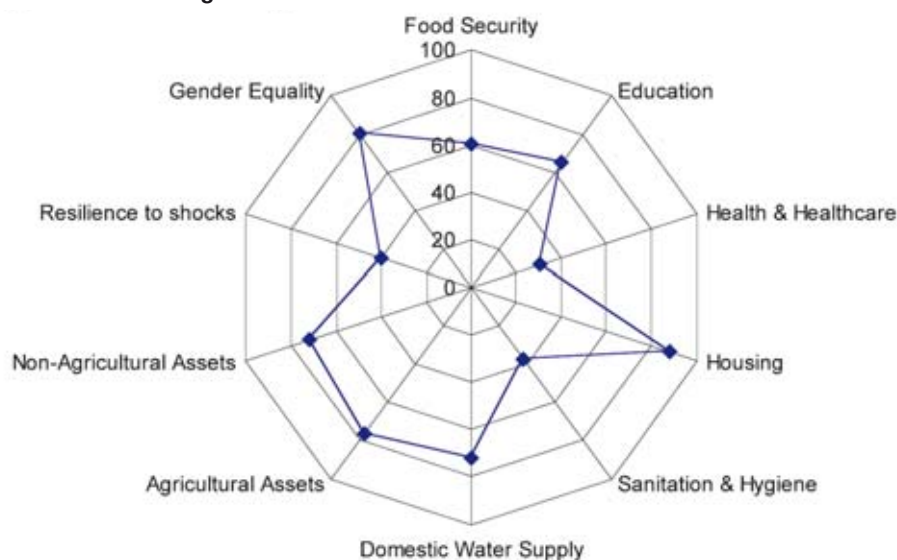 Food Security
100
Gender Equality
80
Education
60
Resilience to shocks
40
Health & Healthcare
20
0
Non-Agricultural Assets
Housing
Agricultural Assets
Sanitation & Hygiene
Domestic Water Supply